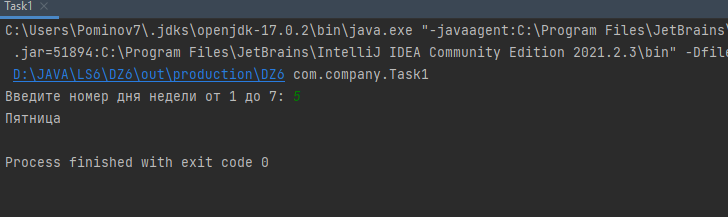 Task1
C:\Users\Pominov7\.jdks\openjdk-17.0.2\bin\java.exe "-javaagent:C:\Program Files\JetBrains\
.jar=51894:C:\Program Files\JetBrains\IntelliJ IDEA Community Edition 2021.2.3\bin" -Dfile
D:\JAVA\LS6\DZ6\out\production\DZ6 com.company.Task1
Введите номер дня недели от 1 до 7: 5
Пятница
Process finished with exit code 0